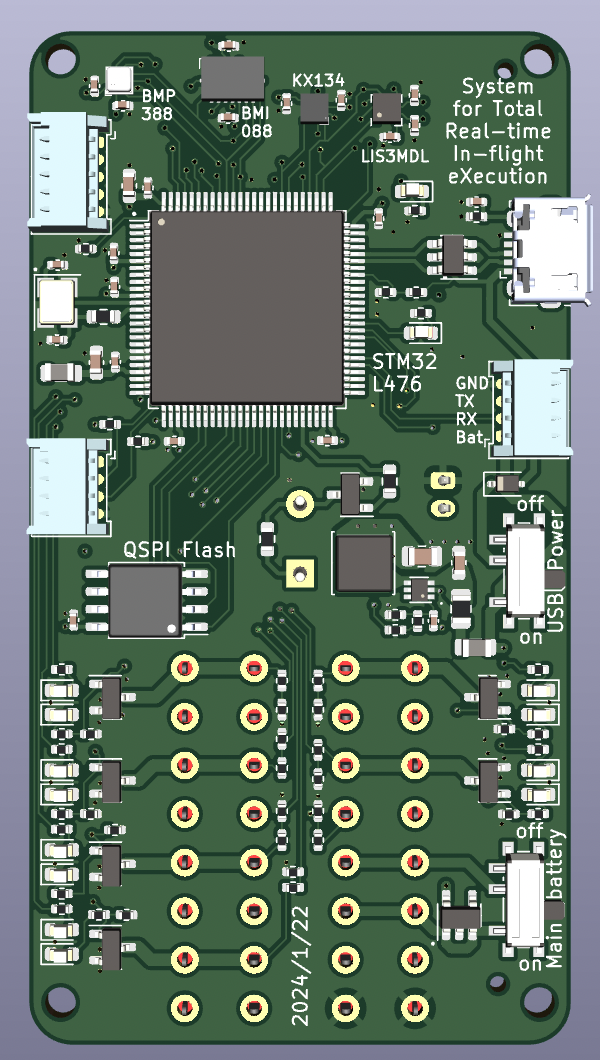 KX134
System
for Total
Real-time
In-flight
eXecution
BMP
388
BMI
088
LIS3MDL
STM32
L476
GND
TX
RX
Bat
off
USB Power
on
QSPI Flash
off
Main battery
on
2024/1/22